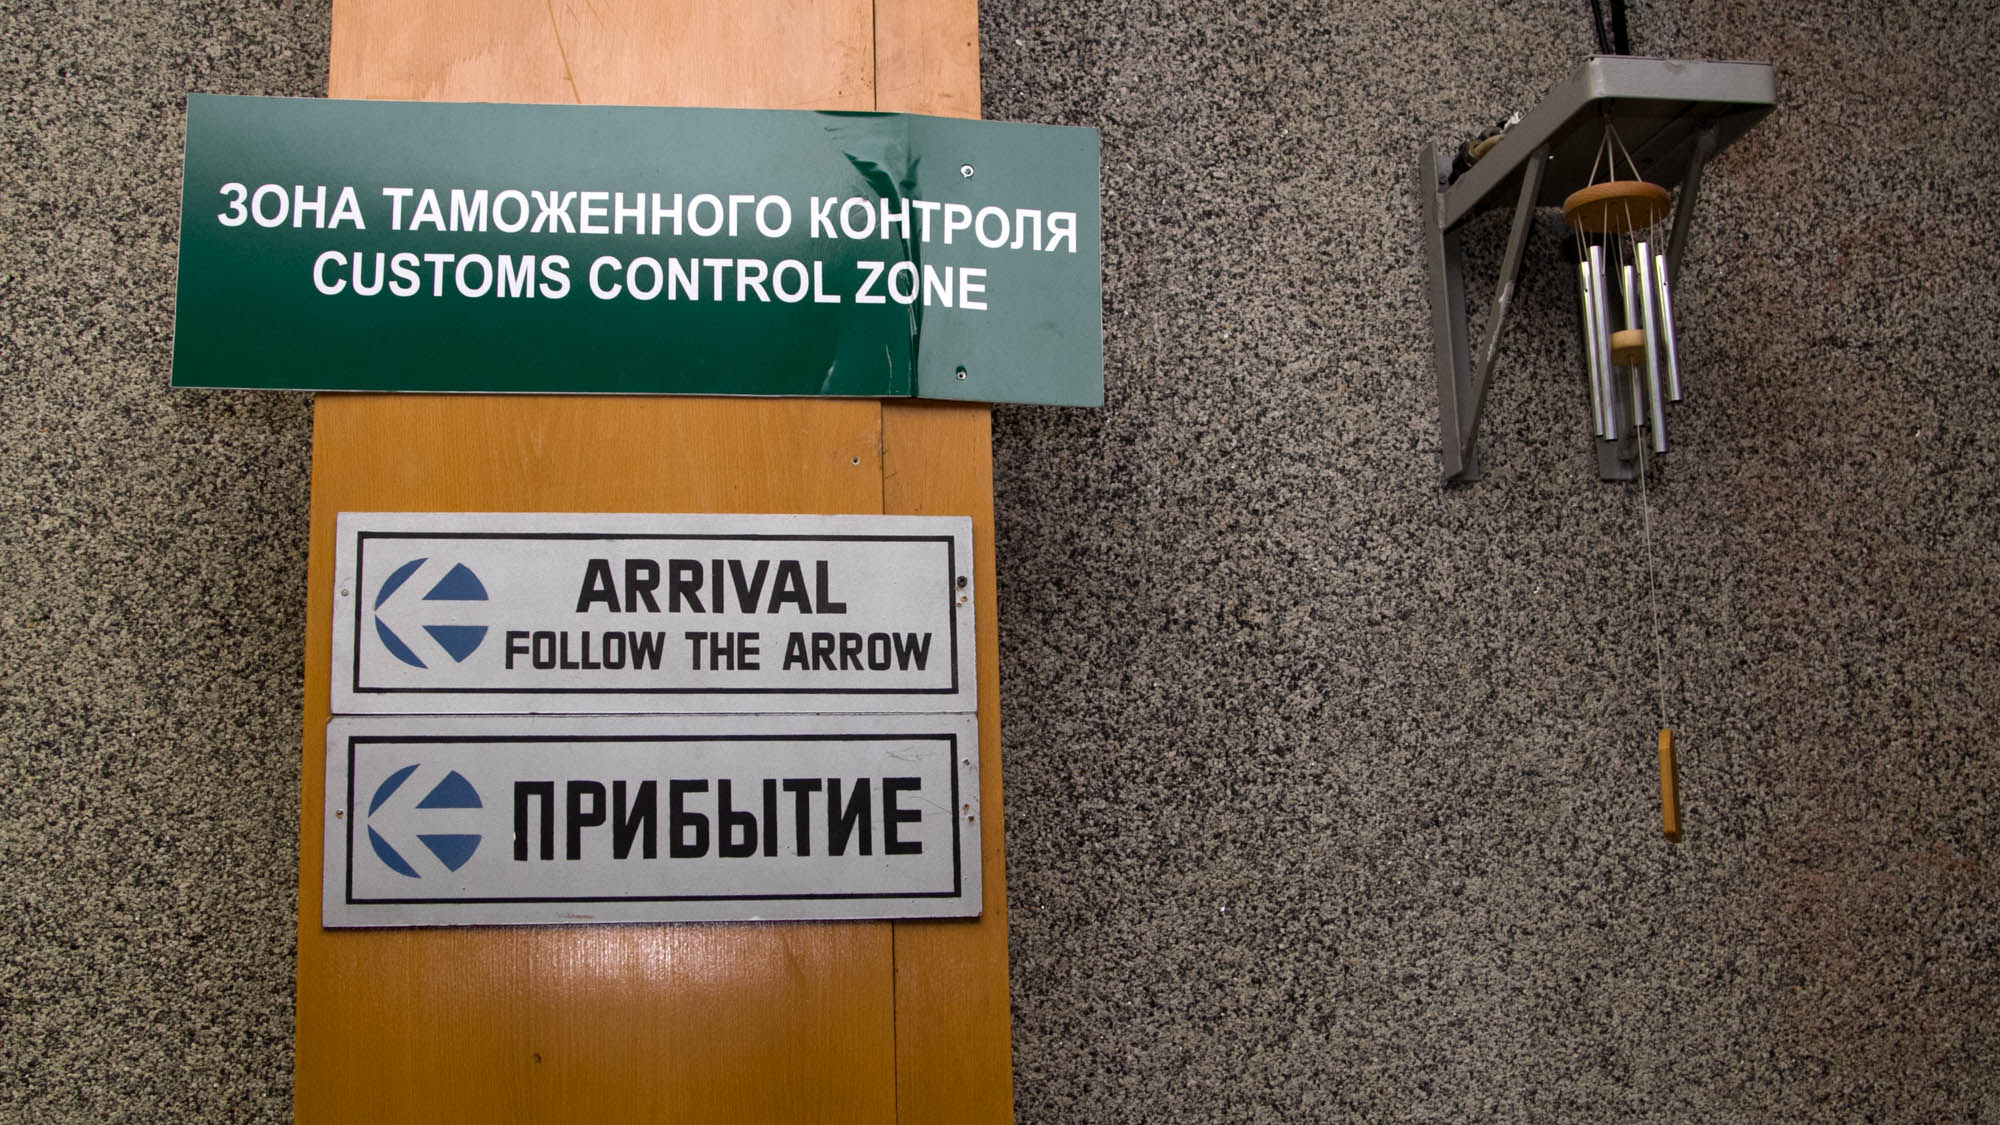 ЗОНА ТАМОЖЕННОГО КОНТРОЛЯ
CUSTOMS CONTROL ZONE
ARRIVAL
FOLLOW THE ARROW
ПРИБЫТИЕ